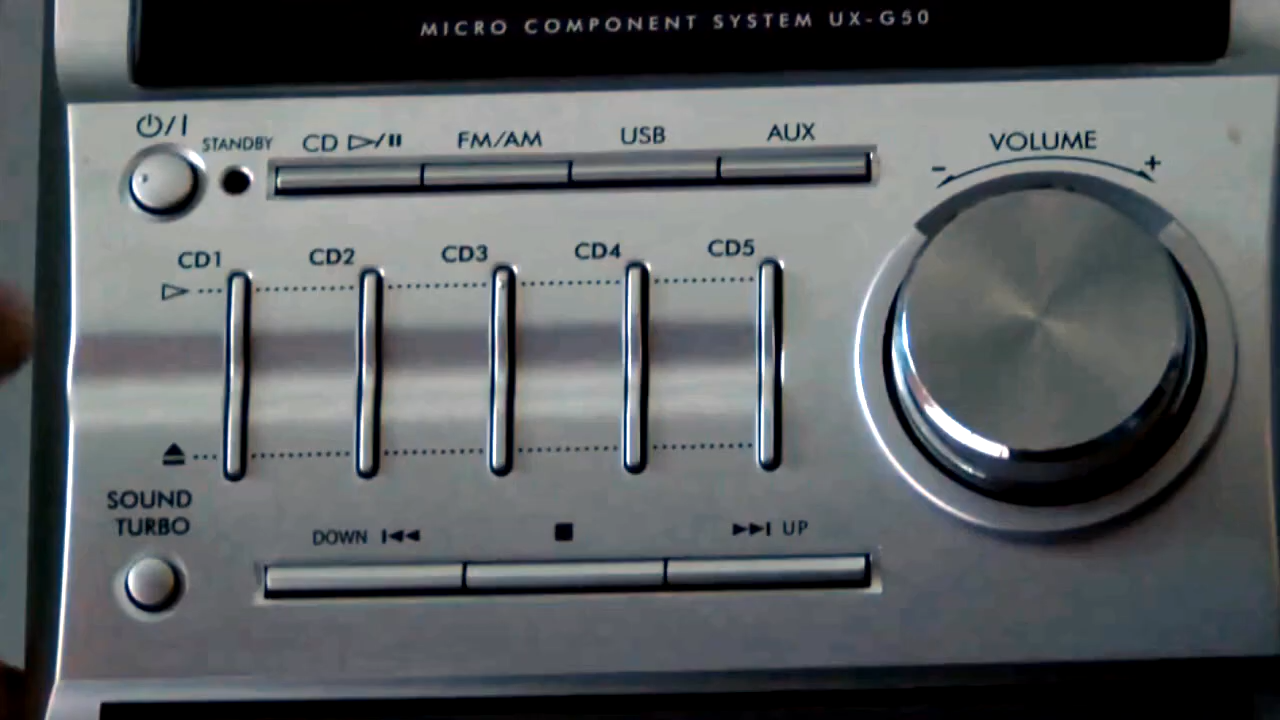 MICRO COMPONENT SYSTEM UX-G50
⏻/I STANDBY CD ▷/⏸ FM/AM USB AUX
VOLUME
- +
CD1 CD2 CD3 CD4 CD5
SOUND
TURBO
DOWN ⏮ ■ ⏭ UP